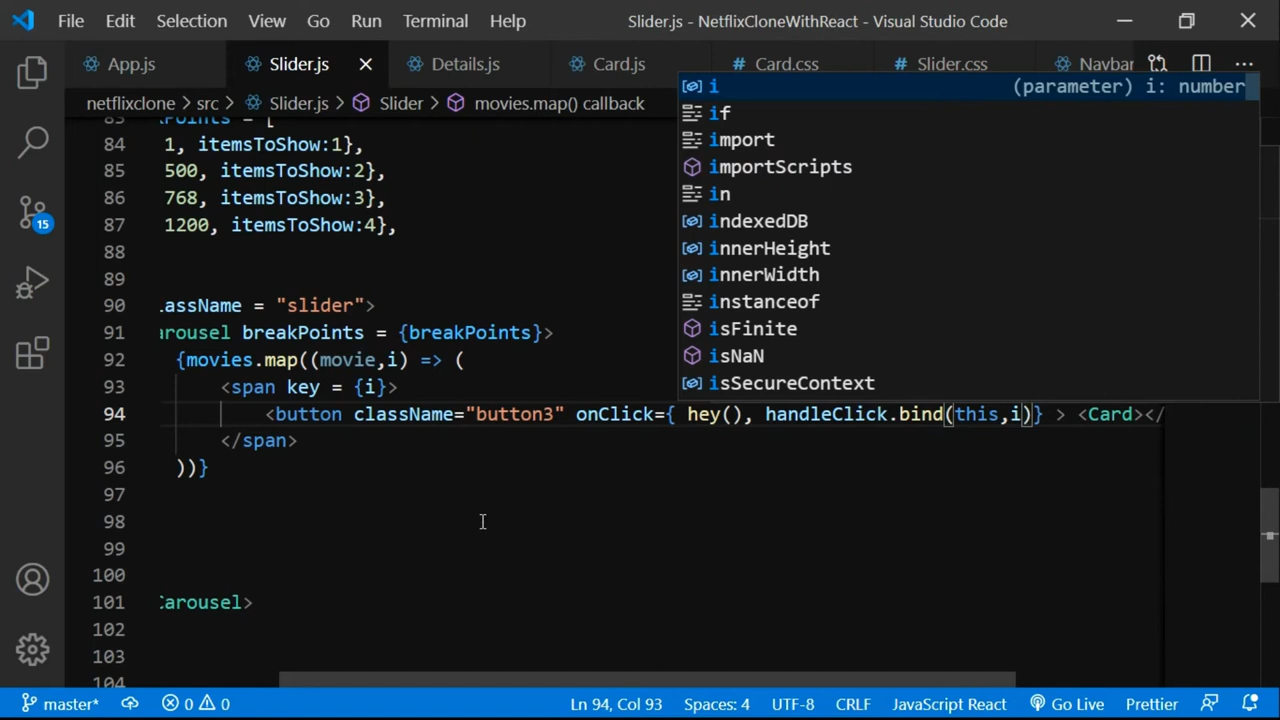 File Edit Selection View Go Run Terminal Help Slider.js - NetflixCloneWithReact - Visual Studio Code
App.js Slider.js Details.js Card.js # Card.css # Slider.css Navbar
netflixclone > src > Slider.js > Slider > movies.map() callback
i (parameter) i: number
if
import
importScripts
in
indexedDB
innerHeight
innerWidth
instanceof
isFinite
isNaN
isSecureContext
83 kPoints = [
84 1, itemsToShow:1},
85 500, itemsToShow:2},
86 768, itemsToShow:3},
87 1200, itemsToShow:4},
88
89
90 lassName = "slider">
91 arousel breakPoints = {breakPoints}>
92 {movies.map((movie,i) => (
93 <span key = {i}>
94 <button className="button3" onClick={ hey(), handleClick.bind(this,i)} > <Card></
95 </span>
96 ))}
97
98
99
100
101 Carousel>
102
103
104
15
master* 0 0 Ln 94, Col 93 Spaces: 4 UTF-8 CRLF JavaScript React Go Live Prettier